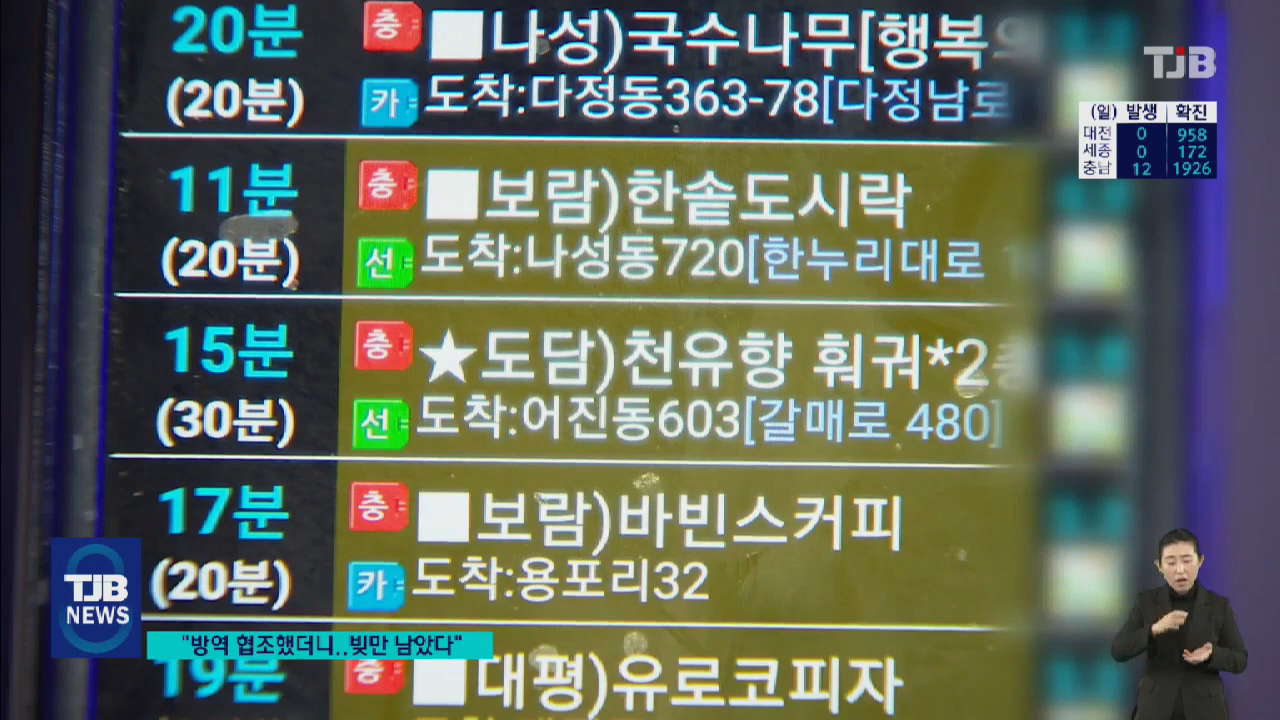 20분 충 ■나성)국수나무[행복
(20분) 카 도착:다정동363-78[다정남로
11분 충 ■보람)한솥도시락
(20분) 선 도착:나성동720[한누리대로
15분 충 ★도담)천유향 훠궈*2
(30분) 선 도착:어진동603[갈매로 480]
17분 충 ■보람)바빈스커피
(20분) 카 도착:용포리32
19분 충 ■대평)유로코피자
TJB
(일) 발생 확진
대전 0 958
세종 0 172
충남 12 1926
TJB
NEWS
"방역 협조했더니..빚만 남았다"